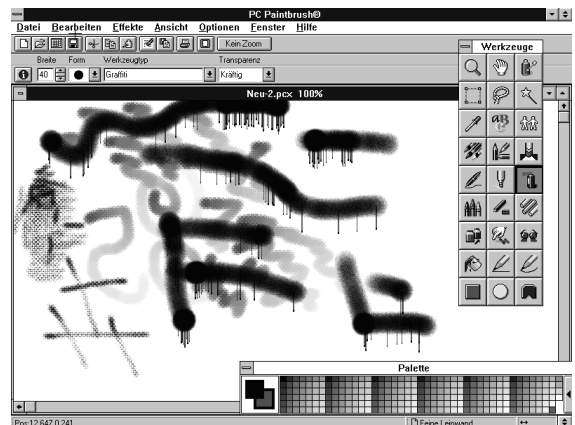 PC Paintbrush®
Datei Bearbeiten Effekte Ansicht Optionen Fenster Hilfe
Kein Zoom
Breite Form Werkzeugtyp Transparenz
40 Graffiti Kräftig
Neu-2.pcx 100%
Werkzeuge
aBc
Palette
Pos:12.647,0.241 Feine Leinwand